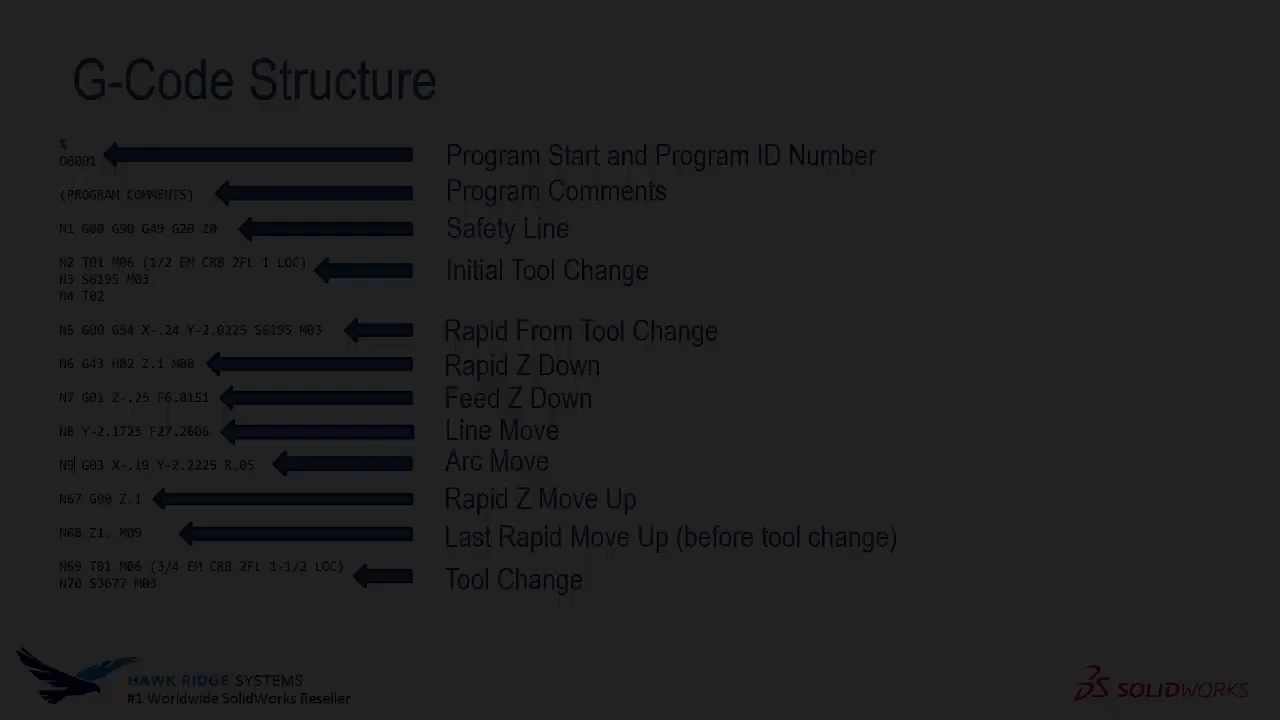 G-Code Structure
%
O0001
Program Start and Program ID Number
(PROGRAM COMMENTS)
Program Comments
N1 G00 G90 G49 G20 Z0
Safety Line
N2 T01 M06 (1/2 EM CRB 2FL 1 LOC)
N3 S6195 M03
N4 T02
Initial Tool Change
N5 G00 G54 X-.24 Y-2.0225 S6195 M03
Rapid From Tool Change
N6 G43 H02 Z.1 M08
Rapid Z Down
N7 G01 Z-.25 F6.8151
Feed Z Down
N8 Y-2.1725 F27.2606
Line Move
N9 G03 X-.19 Y-2.2225 R.05
Arc Move
N67 G00 Z.1
Rapid Z Move Up
N68 Z1. M09
Last Rapid Move Up (before tool change)
N69 T01 M06 (3/4 EM CRB 2FL 1-1/2 LOC)
N70 S3677 M03
Tool Change
HAWK RIDGE SYSTEMS
#1 Worldwide SolidWorks Reseller
SOLIDWORKS